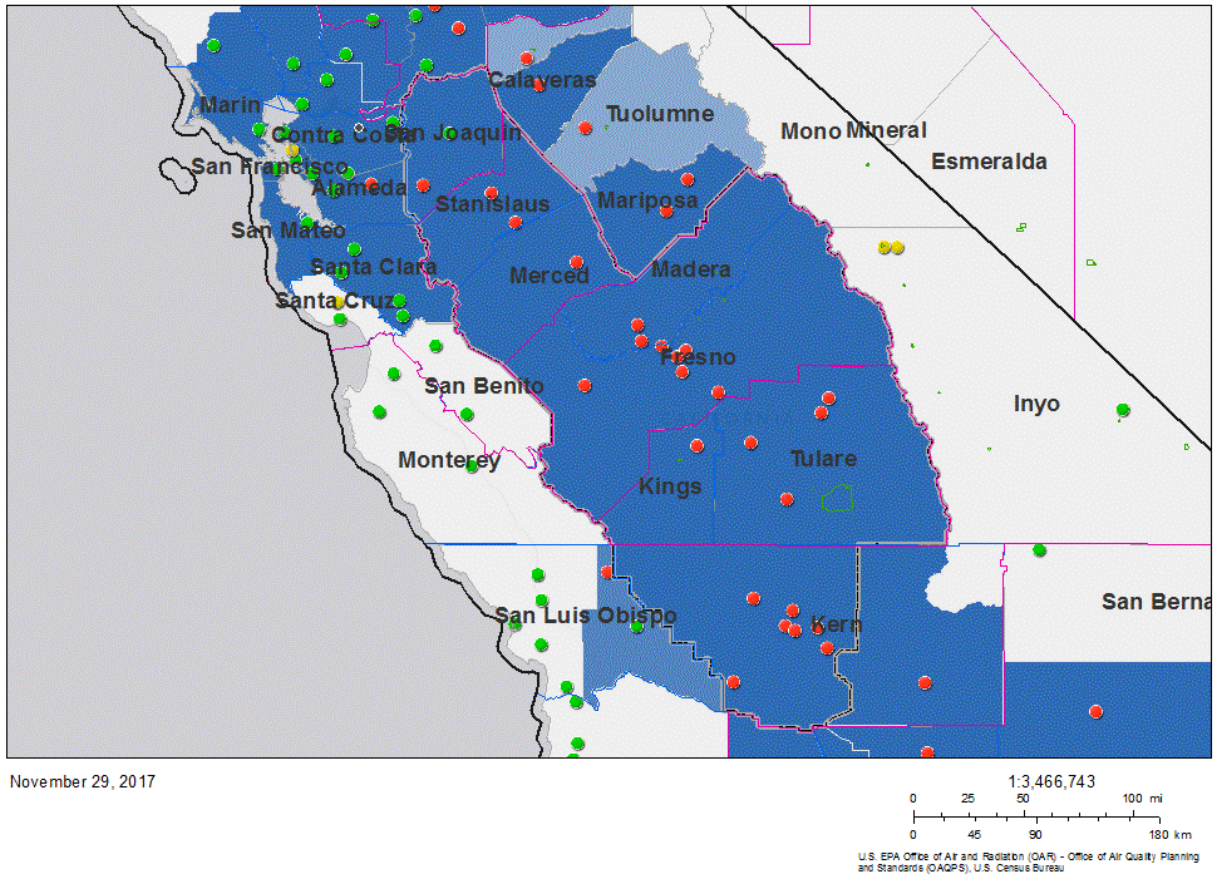 Calaveras
Marin
Tuolumne
Contra Costa
San Joaquin
Mono
Mineral
Esmeralda
San Francisco
Alameda
Stanislaus
Mariposa
San Mateo
Santa Clara
Merced
Madera
Santa Cruz
Fresno
San Benito
Inyo
Monterey
Tulare
Kings
San Berna
San Luis Obispo
Kern
November 29, 2017
1:3,466,743
0 25 50 100 mi
0 45 90 180 km
U.S. EPA Office of Air and Radiation (OAR) - Office of Air Quality Planning
and Standards (OAQPS), U.S. Census Bureau